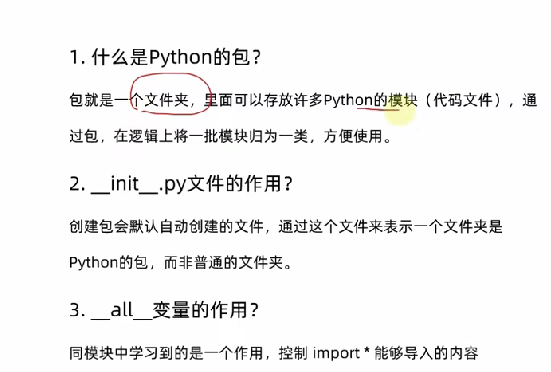 1. 什么是Python的包？
包就是一个文件夹，里面可以存放许多Python的模块（代码文件），通
过包，在逻辑上将一批模块归为一类，方便使用。
2. __init__.py文件的作用？
创建包会默认自动创建的文件，通过这个文件来表示一个文件夹是
Python的包，而非普通的文件夹。
3. __all__变量的作用？
同模块中学习到的是一个作用，控制 import * 能够导入的内容